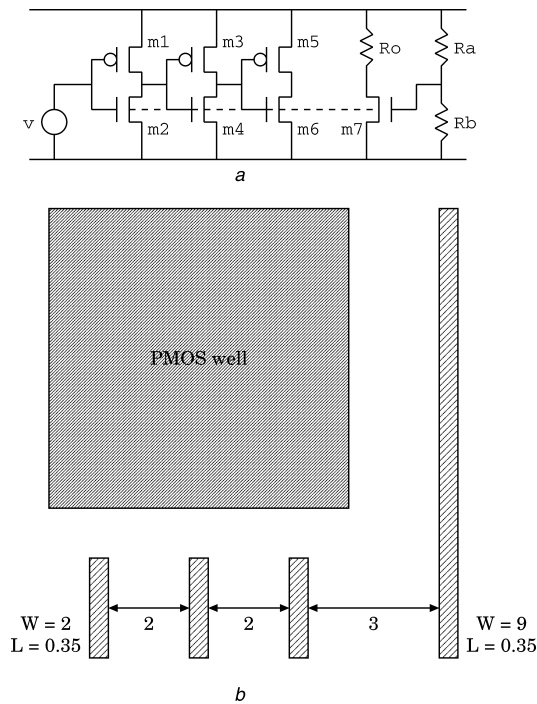 m1
m3
m5
Ro
Ra
v
m2
m4
m6
m7
Rb
a
PMOS well
W = 2
L = 0.35
2
2
3
W = 9
L = 0.35
b